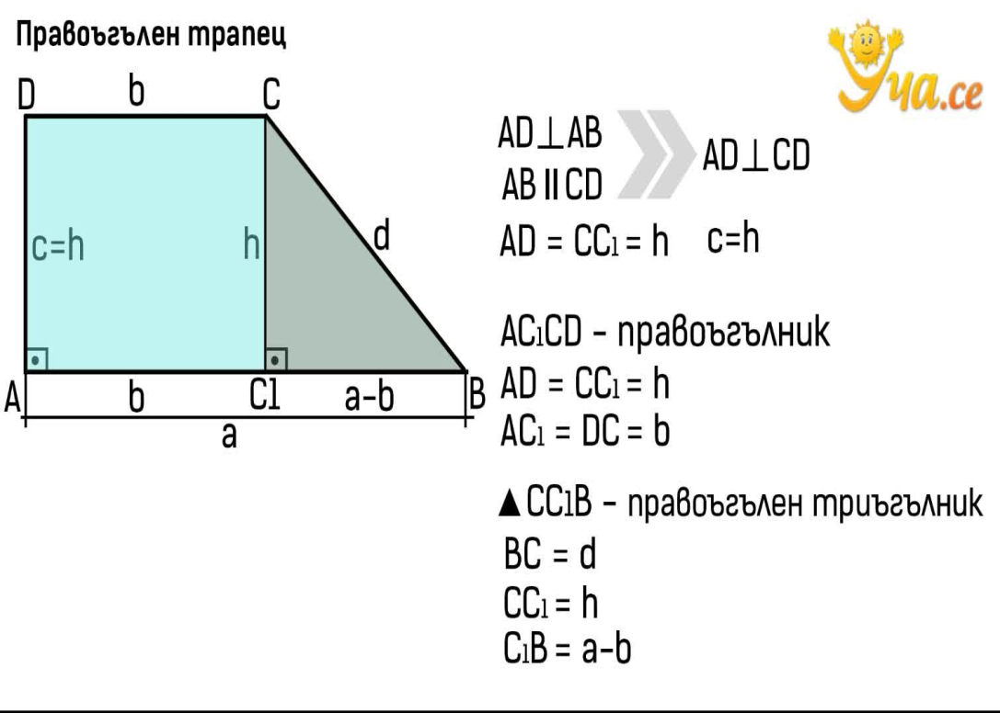 Правоъгълен трапец
Уча.се
D b C
c=h h d
A b C1 a-b B
a
AD⊥AB
AB ∥ CD
AD⊥CD
AD = CC₁ = h c=h
AC₁CD - правоъгълник
AD = CC₁ = h
AC₁ = DC = b
▲CC₁B - правоъгълен триъгълник
BC = d
CC₁ = h
C₁B = a-b